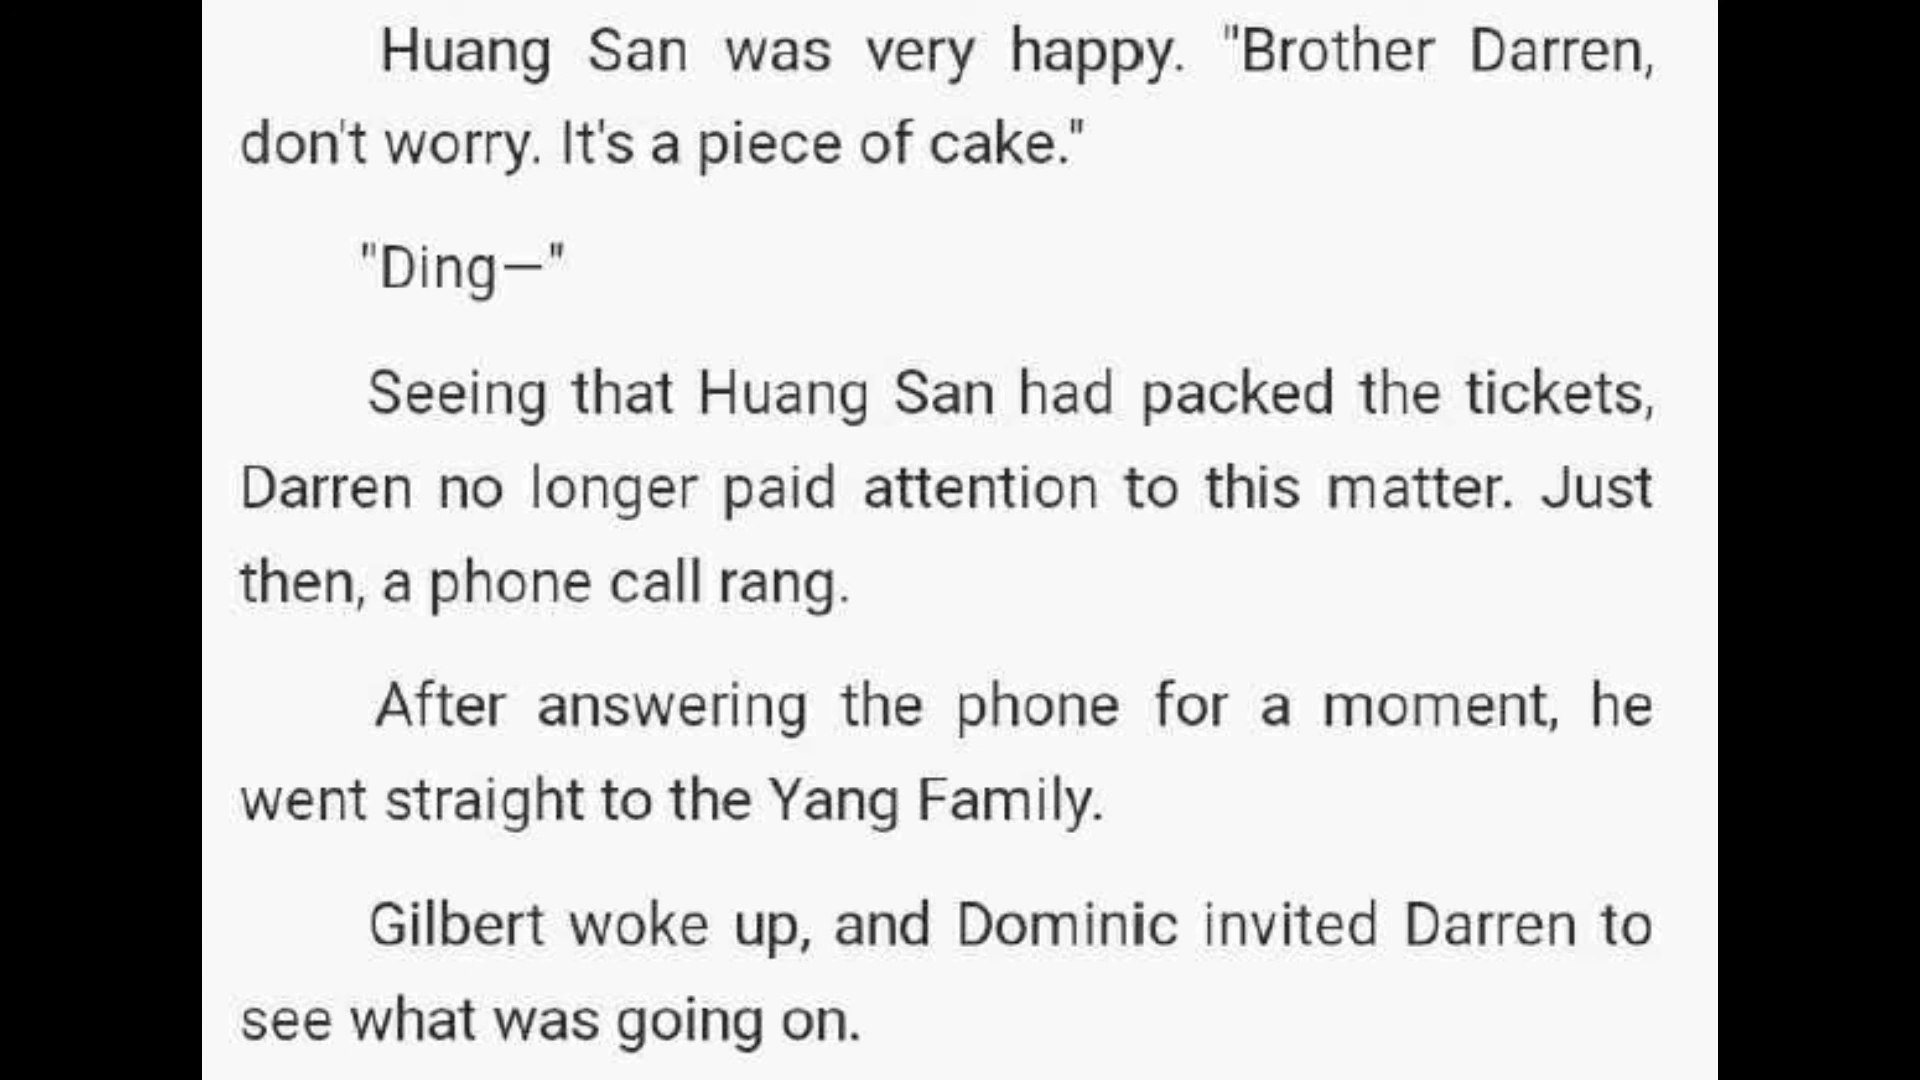 Huang San was very happy. "Brother Darren,
don't worry. It's a piece of cake."
"Ding—"
Seeing that Huang San had packed the tickets,
Darren no longer paid attention to this matter. Just
then, a phone call rang.
After answering the phone for a moment, he
went straight to the Yang Family.
Gilbert woke up, and Dominic invited Darren to
see what was going on.